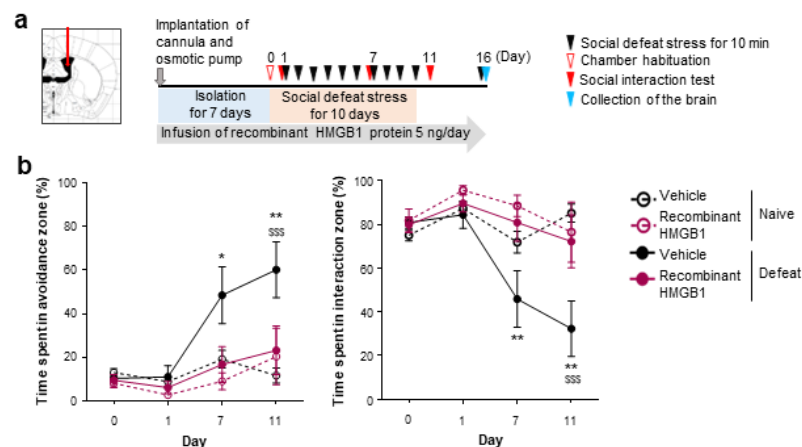 a
Implantation of
cannula and
osmotic pump
0 1 7 11 16 (Day)
Isolation
for 7 days
Social defeat stress
for 10 days
Infusion of recombinant HMGB1 protein 5 ng/day
Social defeat stress for 10 min
Chamber habituation
Social interaction test
Collection of the brain
b
Time spent in avoidance zone (%)
100
80
60
40
20
0
0 1 7 11
Day
*
**
$$$
Time spent in interaction zone (%)
100
80
60
40
20
0
0 1 7 11
Day
**
**
$$$
Vehicle
Recombinant
HMGB1
Naive
Vehicle
Recombinant
HMGB1
Defeat